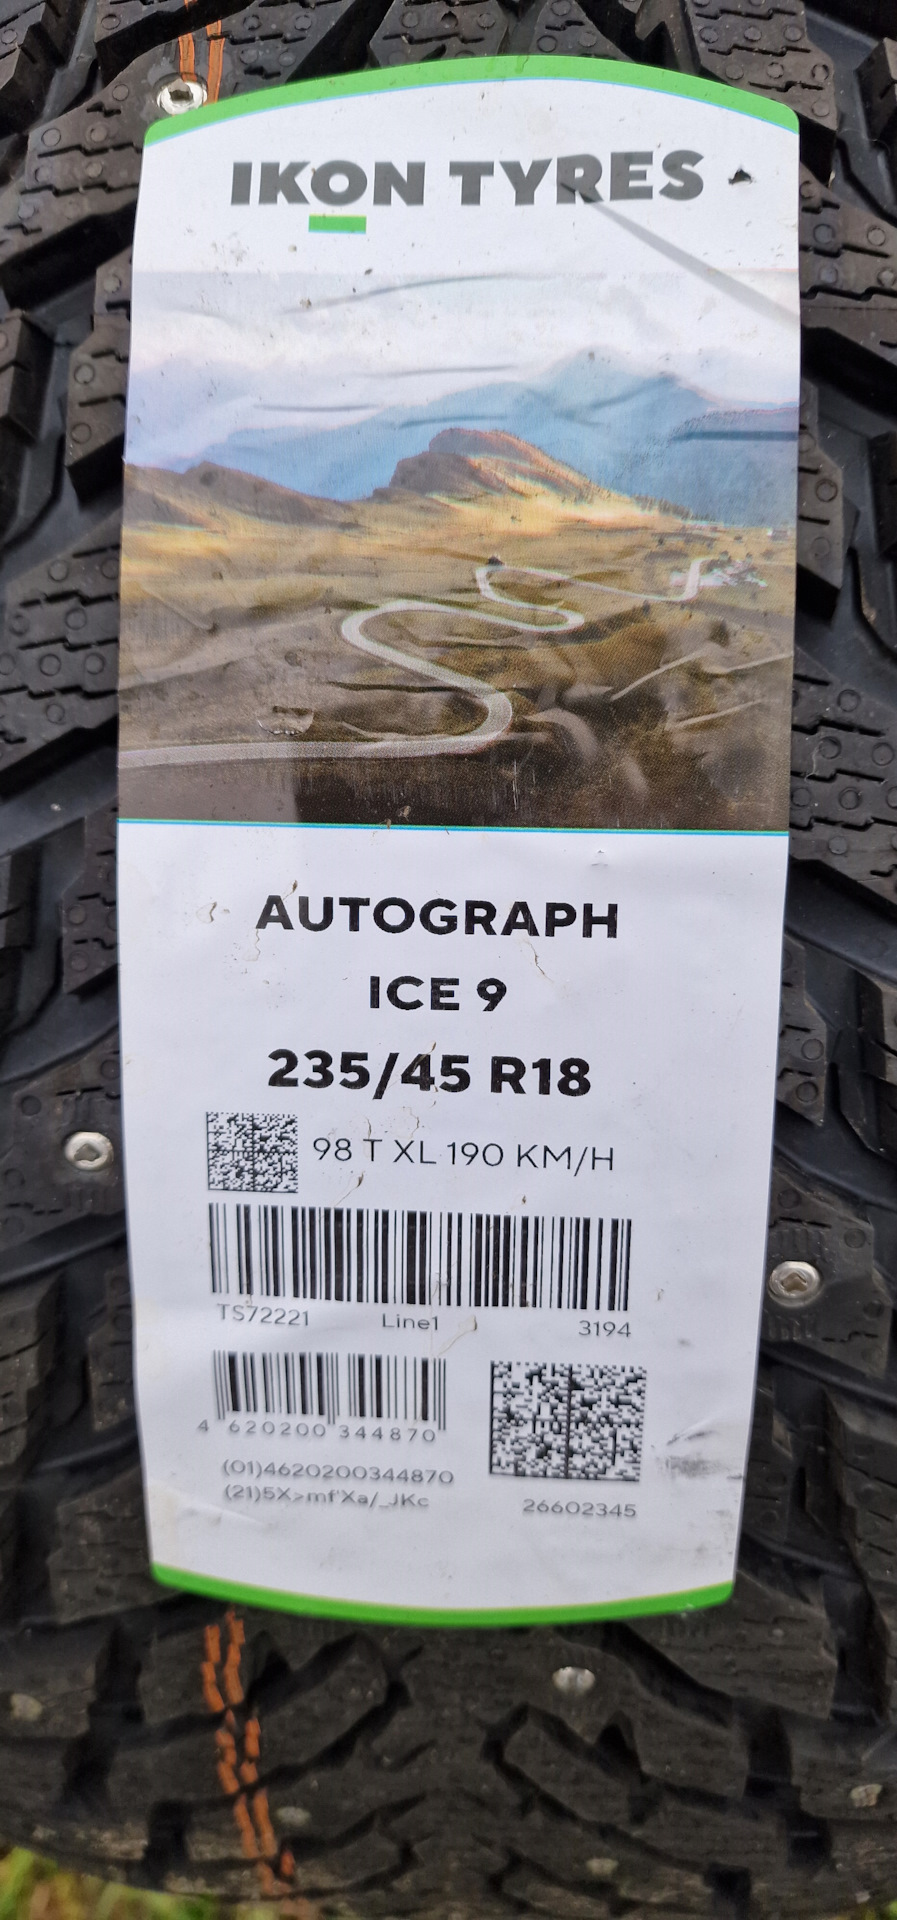 IKON TYRES
AUTOGRAPH
ICE 9
235/45 R18
98 T XL 190 KM/H
TS72221 Line1 3194
4 620200 344870
(01)4620200344870
(21)5X>mf'Xa/_JKc
26602345